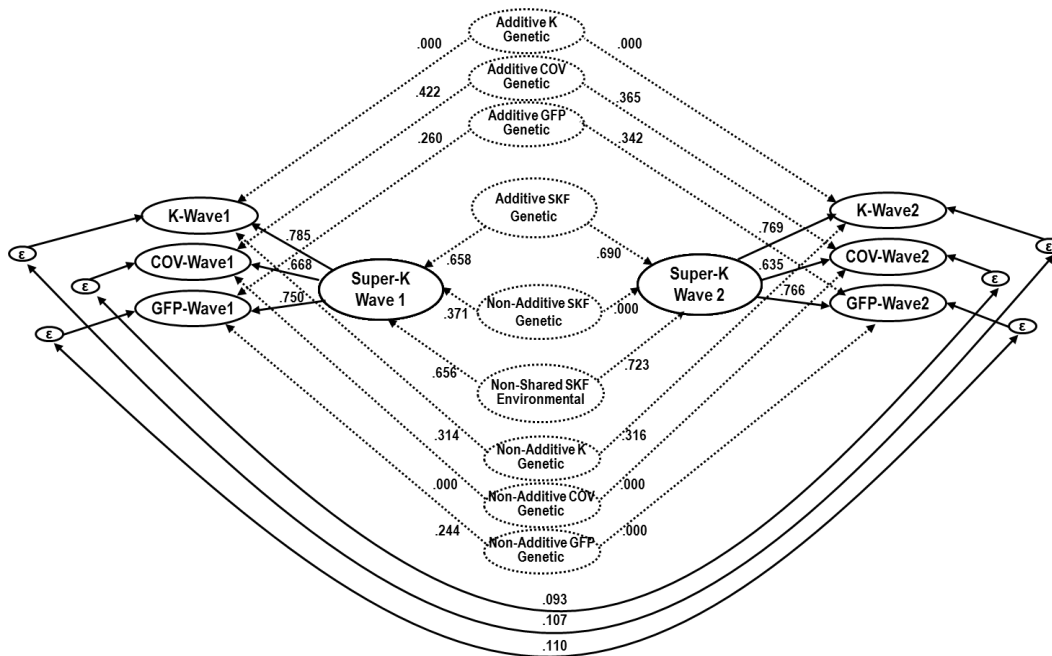 Additive K
Genetic
.000
.000
Additive COV
Genetic
.422
.365
Additive GFP
Genetic
.260
.342
K-Wave1
Additive SKF
Genetic
K-Wave2
.785
.769
ε
ε
COV-Wave1
.668
.658
.690
.635
COV-Wave2
ε
Super-K
Wave 1
Super-K
Wave 2
ε
GFP-Wave1
.750
Non-Additive SKF
Genetic
.371
.000
.766
GFP-Wave2
ε
ε
.656
Non-Shared SKF
Environmental
.723
.314
Non-Additive K
Genetic
.316
.000
Non-Additive COV
Genetic
.000
.244
Non-Additive GFP
Genetic
.000
.093
.107
.110